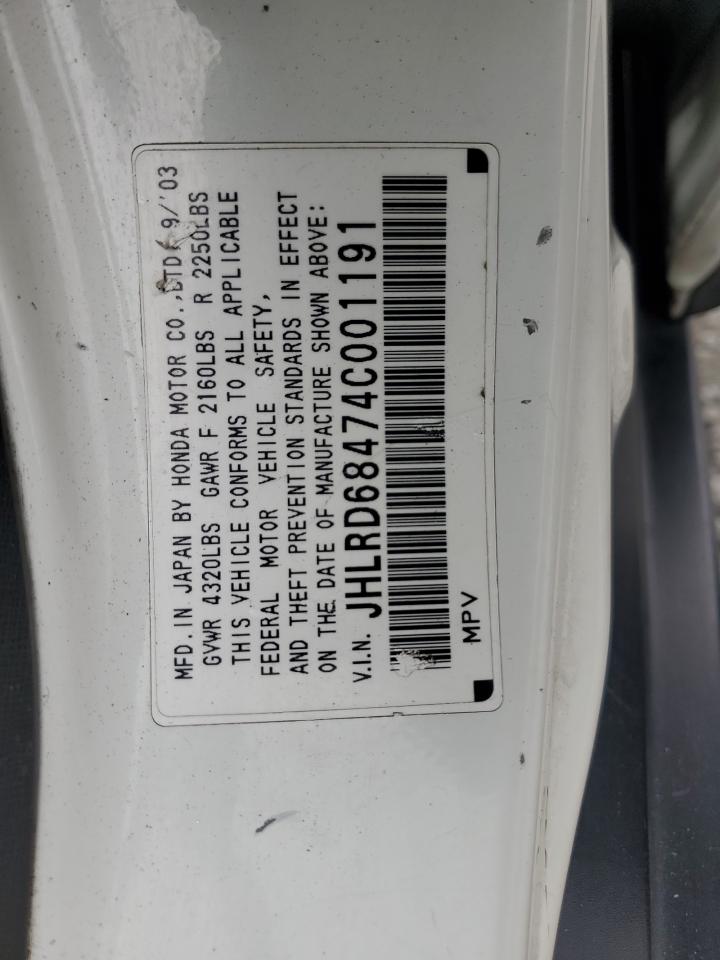 MFD. IN JAPAN BY HONDA MOTOR CO., LTD. 9/'03
GVWR 4320LBS GAWR F 2160LBS R 2250LBS
THIS VEHICLE CONFORMS TO ALL APPLICABLE
FEDERAL MOTOR VEHICLE SAFETY,
AND THEFT PREVENTION STANDARDS IN EFFECT
ON THE DATE OF MANUFACTURE SHOWN ABOVE:
V.I.N. JHLRD68474C001191
MPV